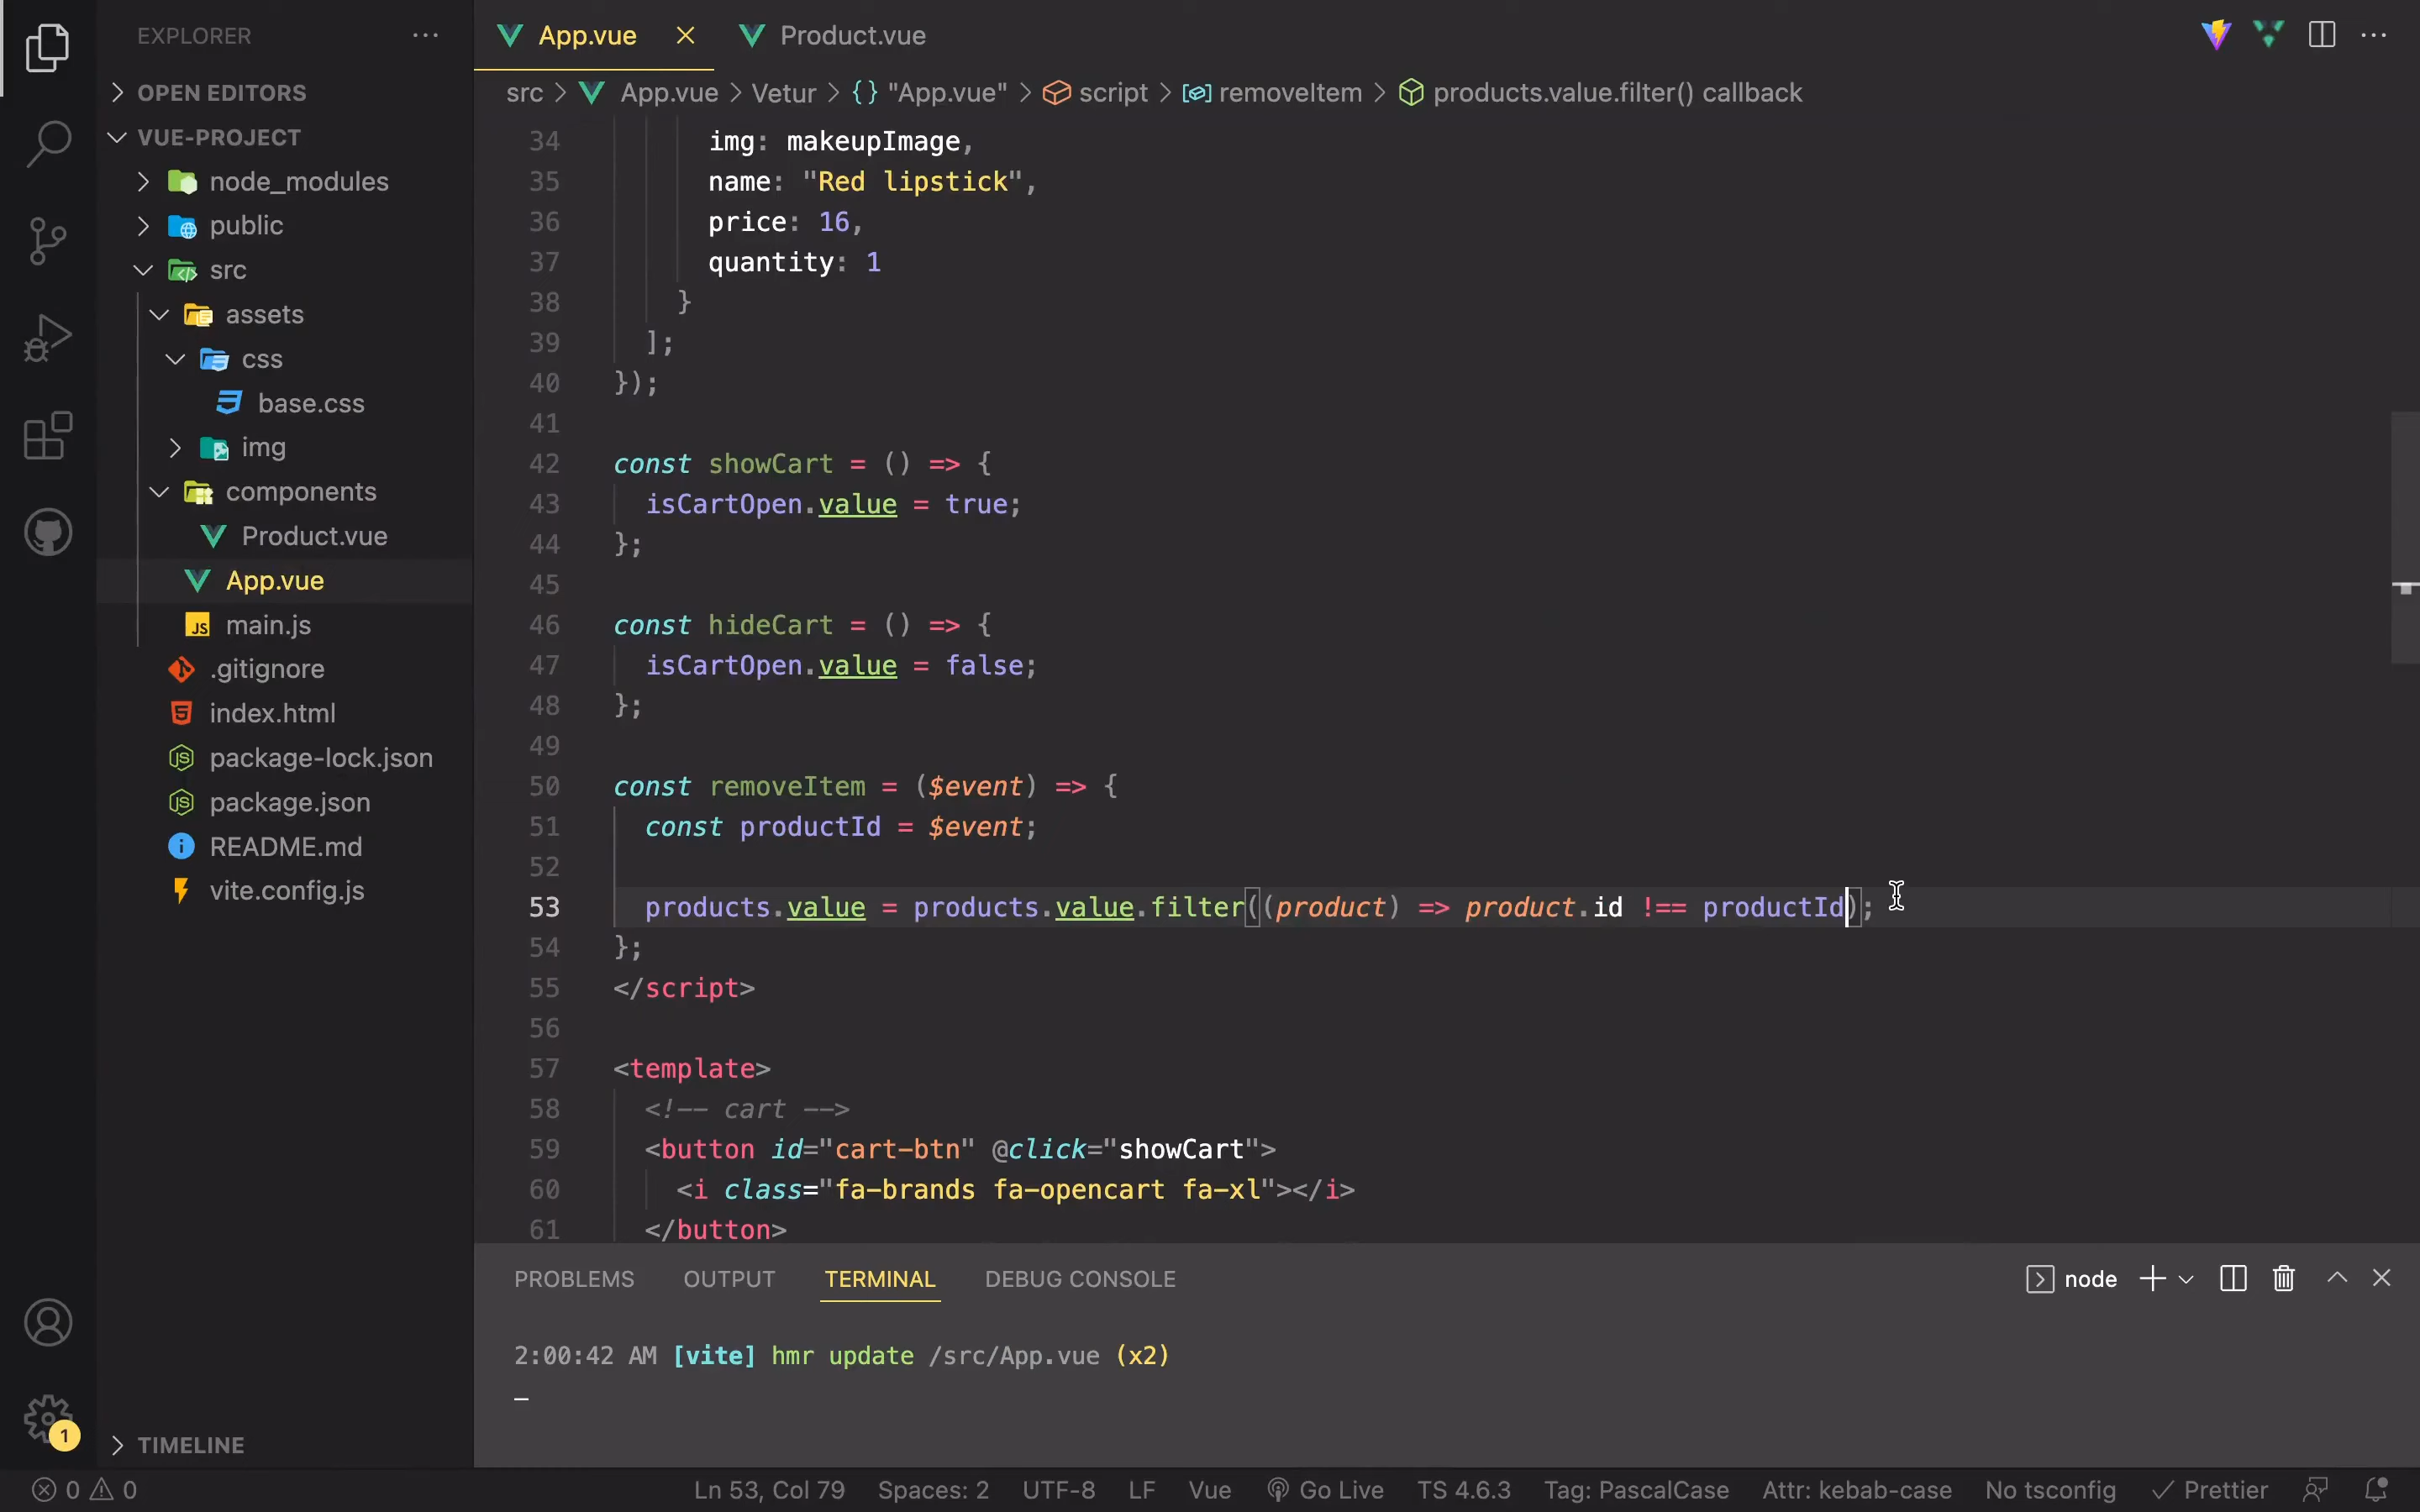 EXPLORER
OPEN EDITORS
VUE-PROJECT
node_modules
public
src
assets
css
base.css
img
components
Product.vue
App.vue
JS main.js
.gitignore
index.html
package-lock.json
package.json
README.md
vite.config.js
TIMELINE
1
App.vue
Product.vue
src > App.vue > Vetur > {} "App.vue" > script > removeItem > products.value.filter() callback
34 img: makeupImage,
35 name: "Red lipstick",
36 price: 16,
37 quantity: 1
38 }
39 ];
40 });
41
42 const showCart = () => {
43 isCartOpen.value = true;
44 };
45
46 const hideCart = () => {
47 isCartOpen.value = false;
48 };
49
50 const removeItem = ($event) => {
51 const productId = $event;
52
53 products.value = products.value.filter((product) => product.id !== productId);
54 };
55 </script>
56
57 <template>
58 <!-- cart -->
59 <button id="cart-btn" @click="showCart">
60 <i class="fa-brands fa-opencart fa-xl"></i>
61 </button>
PROBLEMS OUTPUT TERMINAL DEBUG CONSOLE
node
2:00:42 AM [vite] hmr update /src/App.vue (x2)
0 0 Ln 53, Col 79 Spaces: 2 UTF-8 LF Vue Go Live TS 4.6.3 Tag: PascalCase Attr: kebab-case No tsconfig Prettier